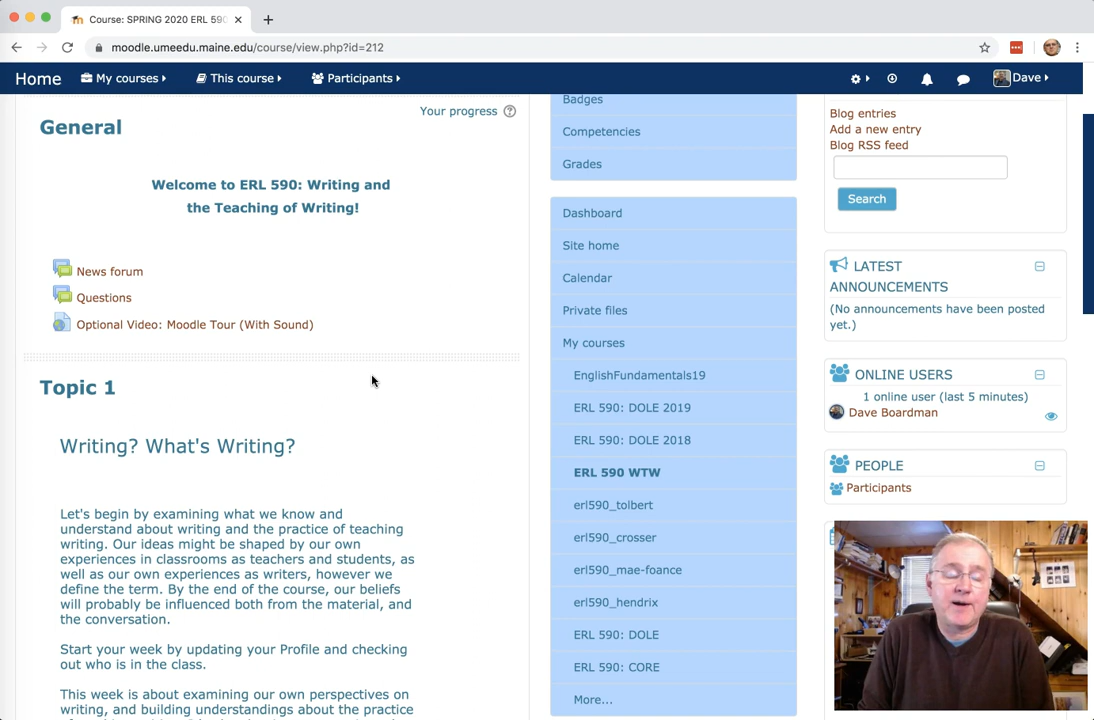 Course: SPRING 2020 ERL 590
moodle.umeedu.maine.edu/course/view.php?id=212
Home
My courses
This course
Participants
Dave
General
Your progress
Welcome to ERL 590: Writing and
the Teaching of Writing!
News forum
Questions
Optional Video: Moodle Tour (With Sound)
Topic 1
Writing? What's Writing?
Let's begin by examining what we know and
understand about writing and the practice of teaching
writing. Our ideas might be shaped by our own
experiences in classrooms as teachers and students, as
well as our own experiences as writers, however we
define the term. By the end of the course, our beliefs
will probably be influenced both from the material, and
the conversation.
Start your week by updating your Profile and checking
out who is in the class.
This week is about examining our own perspectives on
writing, and building understandings about the practice
Badges
Competencies
Grades
Dashboard
Site home
Calendar
Private files
My courses
EnglishFundamentals19
ERL 590: DOLE 2019
ERL 590: DOLE 2018
ERL 590 WTW
erl590_tolbert
erl590_crosser
erl590_mae-foance
erl590_hendrix
ERL 590: DOLE
ERL 590: CORE
More...
Blog entries
Add a new entry
Blog RSS feed
Search
LATEST
ANNOUNCEMENTS
(No announcements have been posted
yet.)
ONLINE USERS
1 online user (last 5 minutes)
Dave Boardman
PEOPLE
Participants